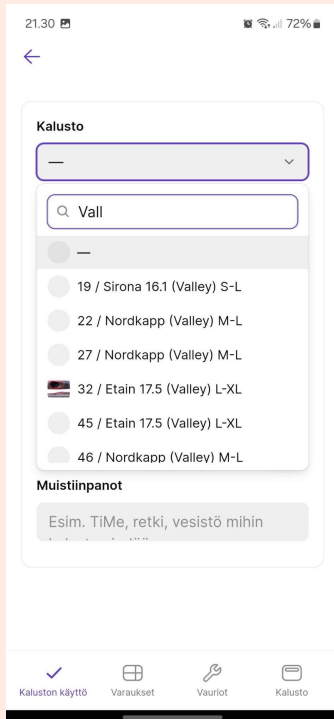 21.30 72%
Kalusto
—
Vall
—
19 / Sirona 16.1 (Valley) S-L
22 / Nordkapp (Valley) M-L
27 / Nordkapp (Valley) M-L
32 / Etain 17.5 (Valley) L-XL
45 / Etain 17.5 (Valley) L-XL
46 / Nordkapp (Valley) M-L
Muistiinpanot
Esim. TiMe, retki, vesistö mihin
Kaluston käyttö Varaukset Vauriot Kalusto